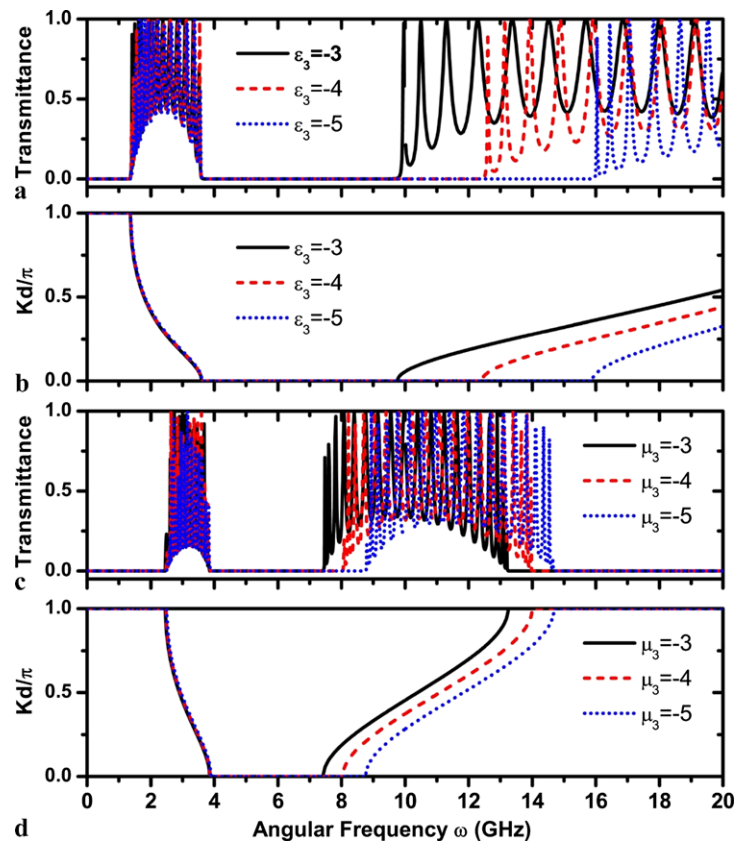 1.0
0.5
0.0
Transmittance
a
ε₃=-3
ε₃=-4
ε₃=-5
1.0
0.5
0.0
Kd/π
b
ε₃=-3
ε₃=-4
ε₃=-5
1.0
0.5
0.0
Transmittance
c
μ₃=-3
μ₃=-4
μ₃=-5
1.0
0.5
0.0
Kd/π
μ₃=-3
μ₃=-4
μ₃=-5
0 2 4 6 8 10 12 14 16 18 20
d
Angular Frequency ω (GHz)